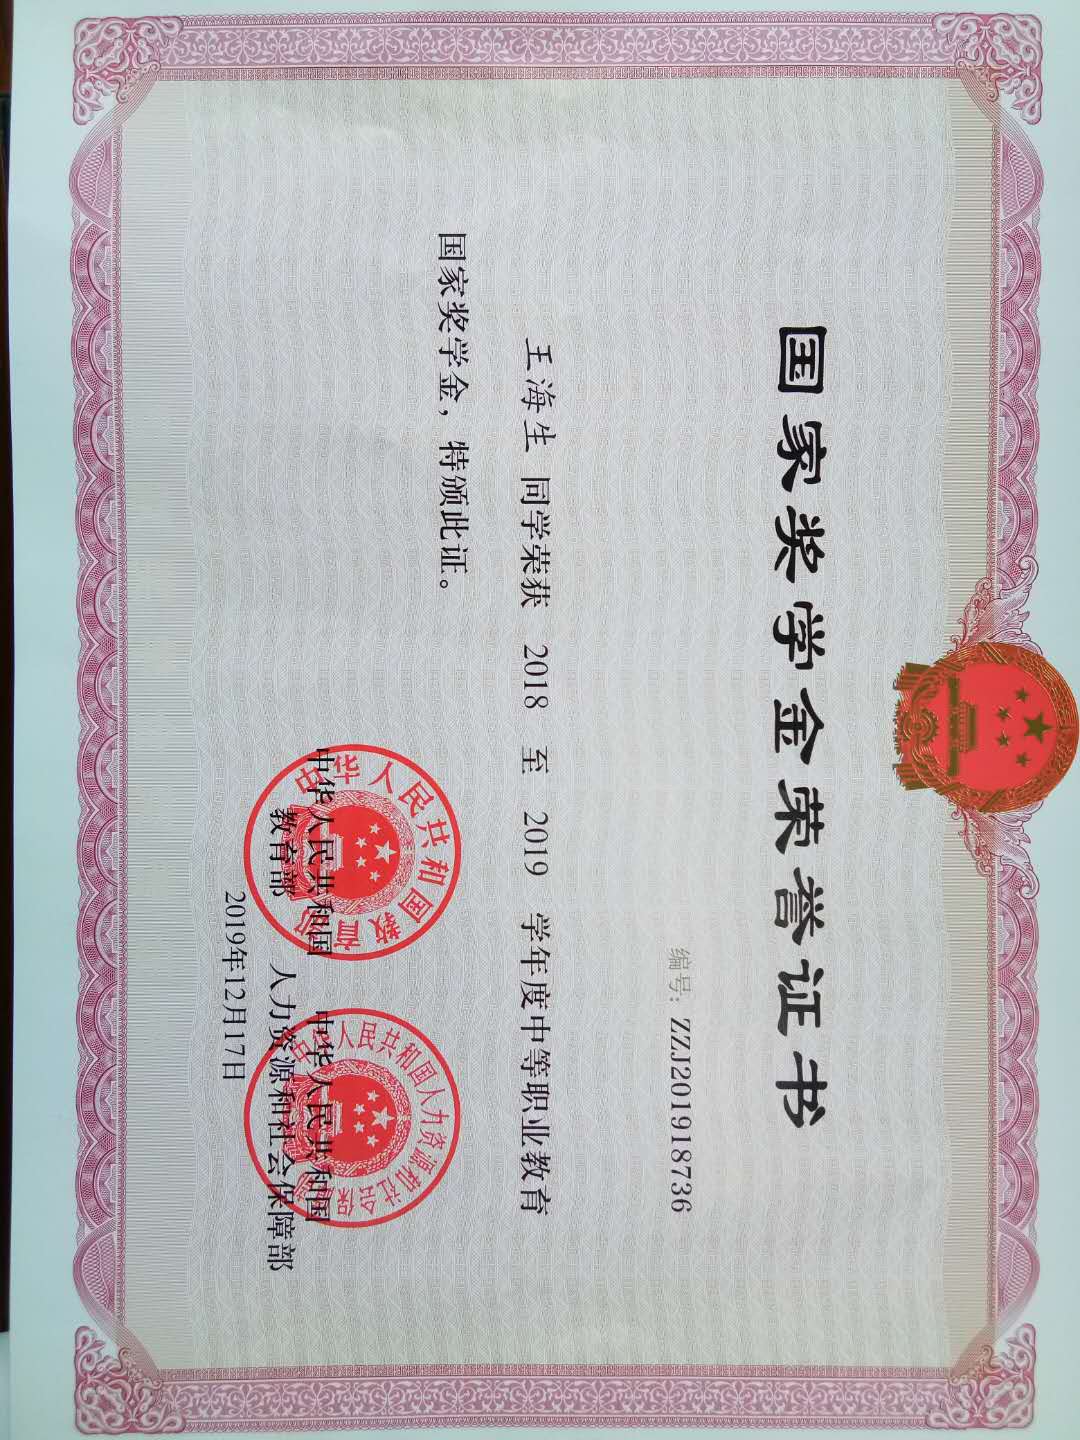 国家奖学金荣誉证书
编号: ZZJ201918736
王海生 同学荣获 2018 至 2019 学年度中等职业教育
国家奖学金，特颁此证。
中华人民共和国 中华人民共和国
教育部 人力资源和社会保障部
2019年12月17日
中华人民共和国教育部
中华人民共和国人力资源和社会保障部